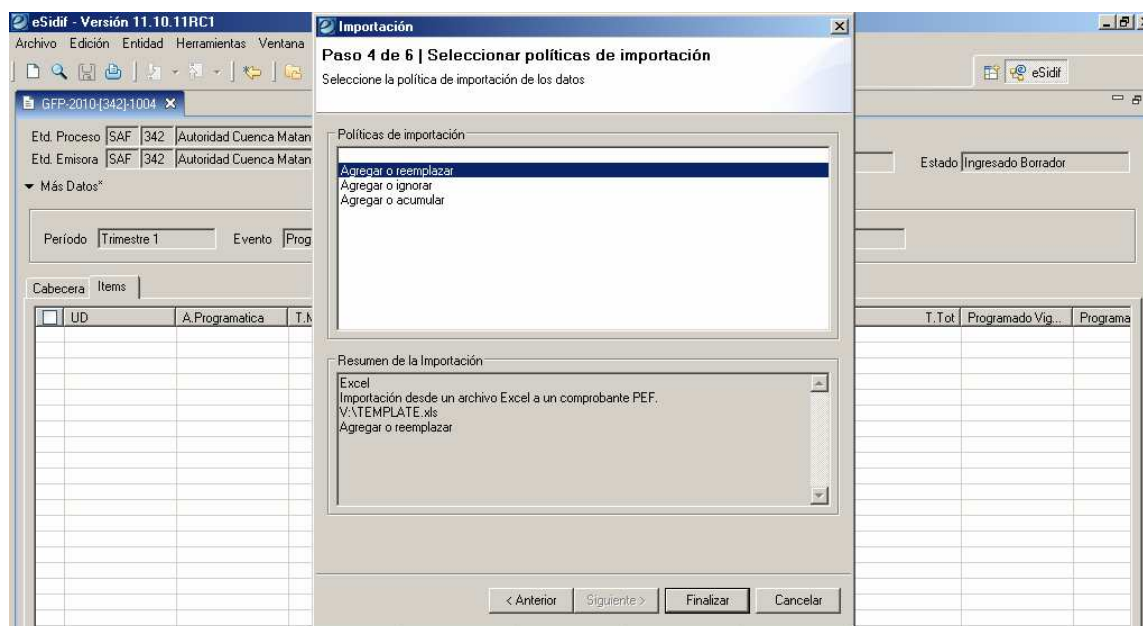 eSidif - Versión 11.10.11RC1
Archivo Edición Entidad Herramientas Ventana
eSidif
GFP-2010-[342]-1004
Etd. Proceso SAF 342 Autoridad Cuenca Matan
Etd. Emisora SAF 342 Autoridad Cuenca Matan
Estado Ingresado Borrador
Más Datos*
Período Trimestre 1 Evento Prog
Cabecera Items
UD A.Programatica T.M T.Tot Programado Vig... Programa
Importación
Paso 4 de 6 | Seleccionar políticas de importación
Seleccione la política de importación de los datos
Políticas de importación
Agregar o reemplazar
Agregar o ignorar
Agregar o acumular
Resumen de la Importación
Excel
Importación desde un archivo Excel a un comprobante PEF.
V:\TEMPLATE.xls
Agregar o reemplazar
< Anterior Siguiente > Finalizar Cancelar